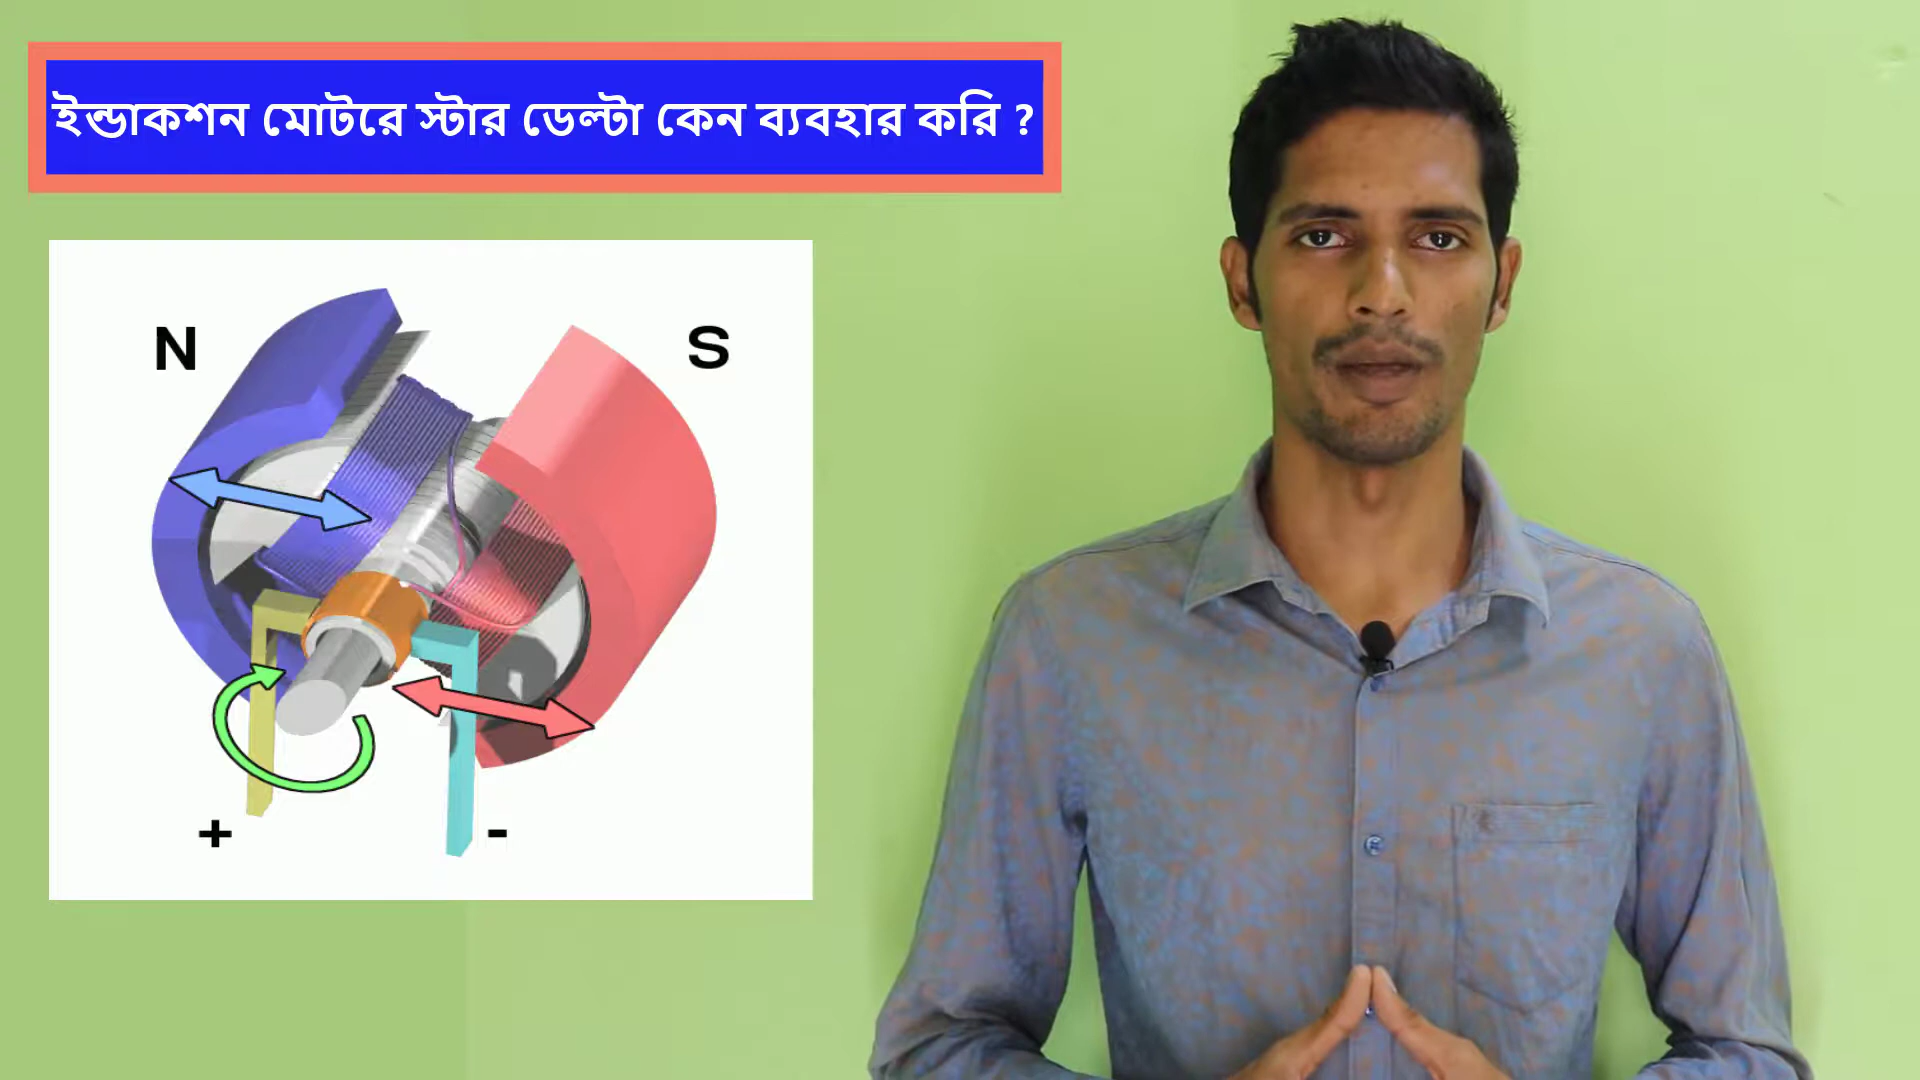 ইন্ডাকশন মোটরে স্টার ডেল্টা কেন ব্যবহার করি ?
N S
+ -